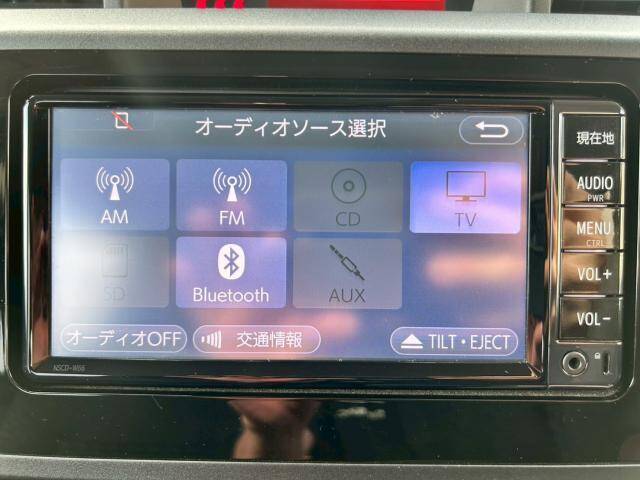 オーディオソース選択
現在地
AM
FM
CD
TV
AUDIO
PWR
MENU
CTRL
SD
Bluetooth
AUX
VOL+
VOL-
オーディオOFF
交通情報
TILT・EJECT
NSCD-W66